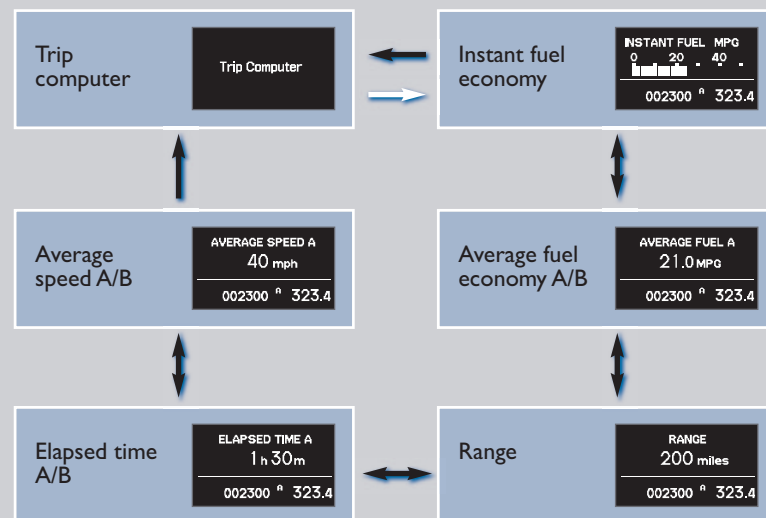 Trip
computer
Trip Computer
Instant fuel
economy
INSTANT FUEL MPG
0 20 40
002300 A 323.4
Average
speed A/B
AVERAGE SPEED A
40 mph
002300 A 323.4
Average fuel
economy A/B
AVERAGE FUEL A
21.0 MPG
002300 A 323.4
Elapsed time
A/B
ELAPSED TIME A
1 h 30 m
002300 A 323.4
Range
RANGE
200 miles
002300 A 323.4